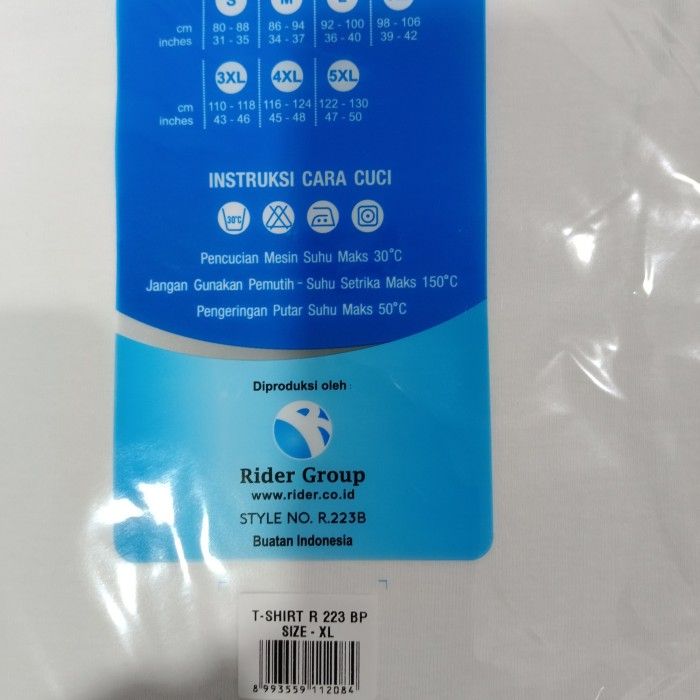 S M L
cm 80 - 88 86 - 94 92 - 100 98 - 106
inches 31 - 35 34 - 37 36 - 40 39 - 42
3XL 4XL 5XL
cm 110 - 118 116 - 124 122 - 130
inches 43 - 46 45 - 48 47 - 50
INSTRUKSI CARA CUCI
30°C
Pencucian Mesin Suhu Maks 30°C
Jangan Gunakan Pemutih - Suhu Setrika Maks 150°C
Pengeringan Putar Suhu Maks 50°C
Diproduksi oleh :
Rider Group
www.rider.co.id
STYLE NO. R.223B
Buatan Indonesia
T-SHIRT R 223 BP
SIZE - XL
8 993559 112084